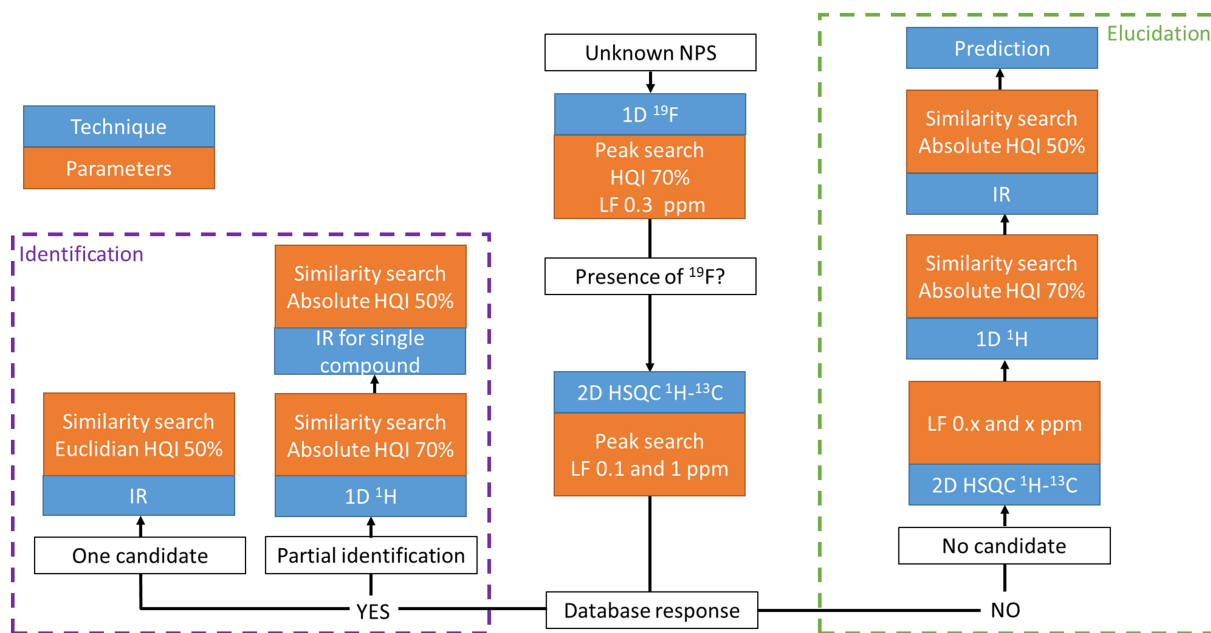 Unknown NPS
1D ¹⁹F
Peak search
HQI 70%
LF 0.3 ppm
Presence of ¹⁹F?
2D HSQC ¹H-¹³C
Peak search
LF 0.1 and 1 ppm
Database response
Technique
Parameters
Identification
YES
One candidate
IR
Similarity search
Euclidian HQI 50%
Partial identification
1D ¹H
Similarity search
Absolute HQI 70%
IR for single
compound
Similarity search
Absolute HQI 50%
Elucidation
NO
No candidate
2D HSQC ¹H-¹³C
LF 0.x and x ppm
1D ¹H
Similarity search
Absolute HQI 70%
IR
Similarity search
Absolute HQI 50%
Prediction